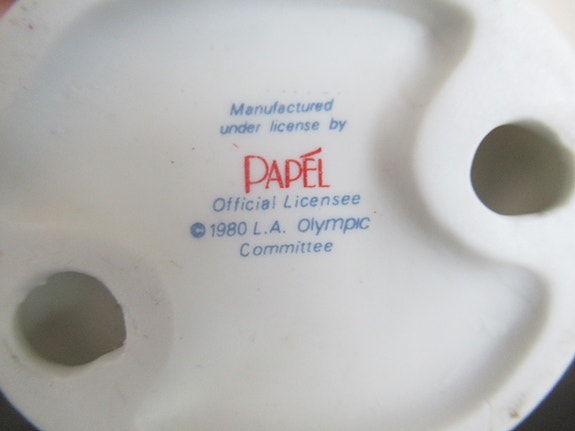 Manufactured
under license by
PAPÉL
Official Licensee
© 1980 L.A. Olympic
Committee